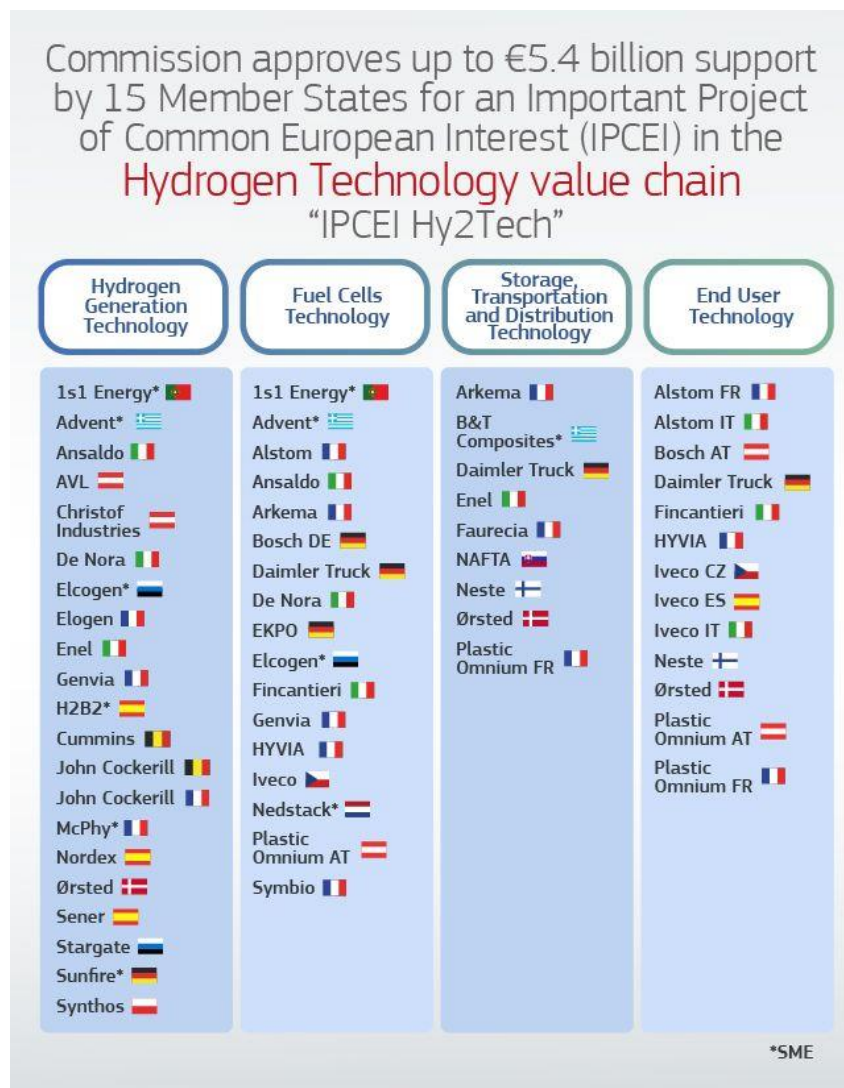 Commission approves up to €5.4 billion support
by 15 Member States for an Important Project
of Common European Interest (IPCEI) in the
Hydrogen Technology value chain
“IPCEI Hy2Tech”
Hydrogen
Generation
Technology
1s1 Energy*
Advent*
Ansaldo
AVL
Christof
Industries
De Nora
Elcogen*
Elogen
Enel
Genvia
H2B2*
Cummins
John Cockerill
John Cockerill
McPhy*
Nordex
Ørsted
Sener
Stargate
Sunfire*
Synthos
Fuel Cells
Technology
1s1 Energy*
Advent*
Alstom
Ansaldo
Arkema
Bosch DE
Daimler Truck
De Nora
EKPO
Elcogen*
Fincantieri
Genvia
HYVIA
Iveco
Nedstack*
Plastic
Omnium AT
Symbio
Storage,
Transportation
and Distribution
Technology
Arkema
B&T
Composites*
Daimler Truck
Enel
Faurecia
NAFTA
Neste
Ørsted
Plastic
Omnium FR
End User
Technology
Alstom FR
Alstom IT
Bosch AT
Daimler Truck
Fincantieri
HYVIA
Iveco CZ
Iveco ES
Iveco IT
Neste
Ørsted
Plastic
Omnium AT
Plastic
Omnium FR
*SME